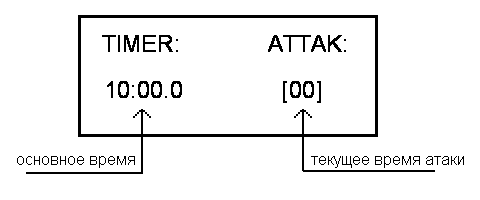 TIMER: ATTAK:
10:00.0 [00]
основное время текущее время атаки